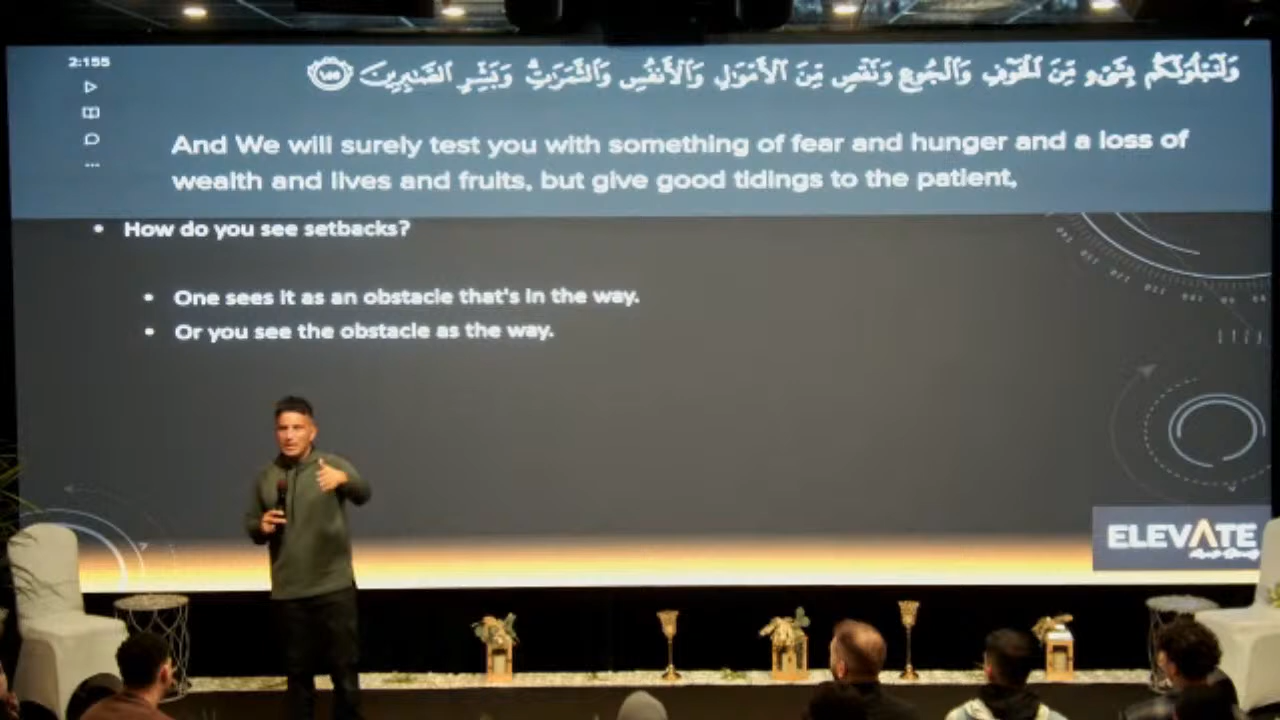 2:155
وَلَنَبْلُوَنَّكُم بِشَىْءٍ مِّنَ ٱلْخَوْفِ وَٱلْجُوعِ وَنَقْصٍ مِّنَ ٱلْأَمْوَٰلِ وَٱلْأَنفُسِ وَٱلثَّمَرَٰتِ ۗ وَبَشِّرِ ٱلصَّـٰبِرِينَ ١٥٥
And We will surely test you with something of fear and hunger and a loss of
wealth and lives and fruits, but give good tidings to the patient,
• How do you see setbacks?
• One sees it as an obstacle that's in the way.
• Or you see the obstacle as the way.
ELEVATE